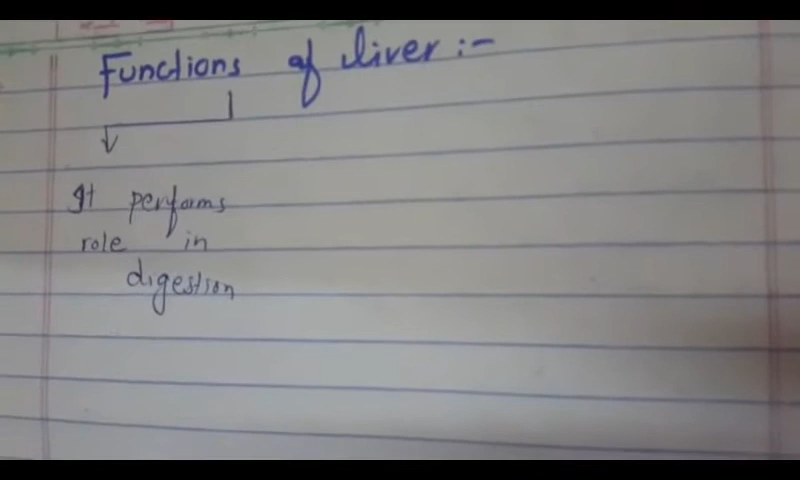 Functions of liver :-
It performs
role in
digestion